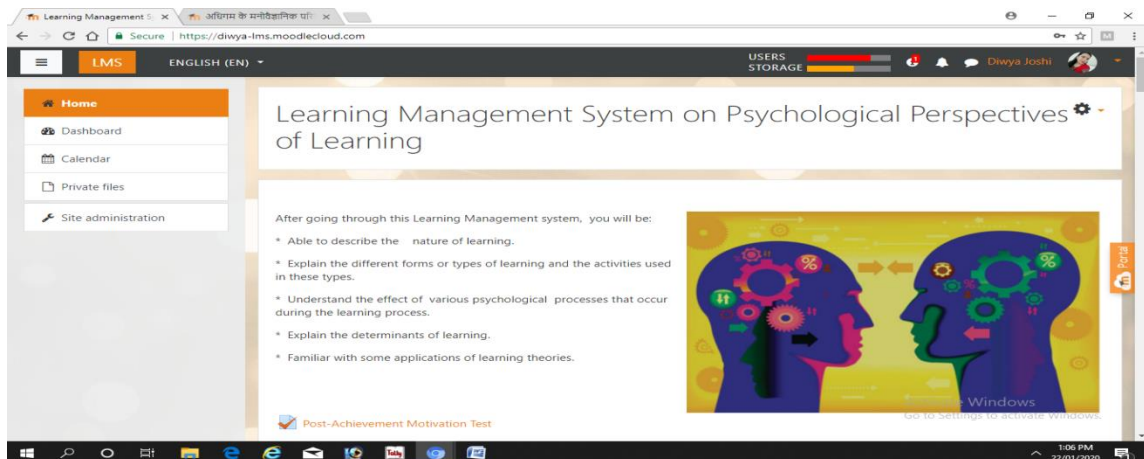 Learning Management S
अधिगम के मनोवैज्ञानिक परि
Secure | https://diwya-lms.moodlecloud.com
LMS
ENGLISH (EN)
USERS
STORAGE
Diwya Joshi
Home
Dashboard
Calendar
Private files
Site administration
Learning Management System on Psychological Perspectives
of Learning
After going through this Learning Management system, you will be:
* Able to describe the nature of learning.
* Explain the different forms or types of learning and the activities used
in these types.
* Understand the effect of various psychological processes that occur
during the learning process.
* Explain the determinants of learning.
* Familiar with some applications of learning theories.
Post-Achievement Motivation Test
Portal
Windows
Go to Settings to activate Windows.
1:06 PM
22/01/2020